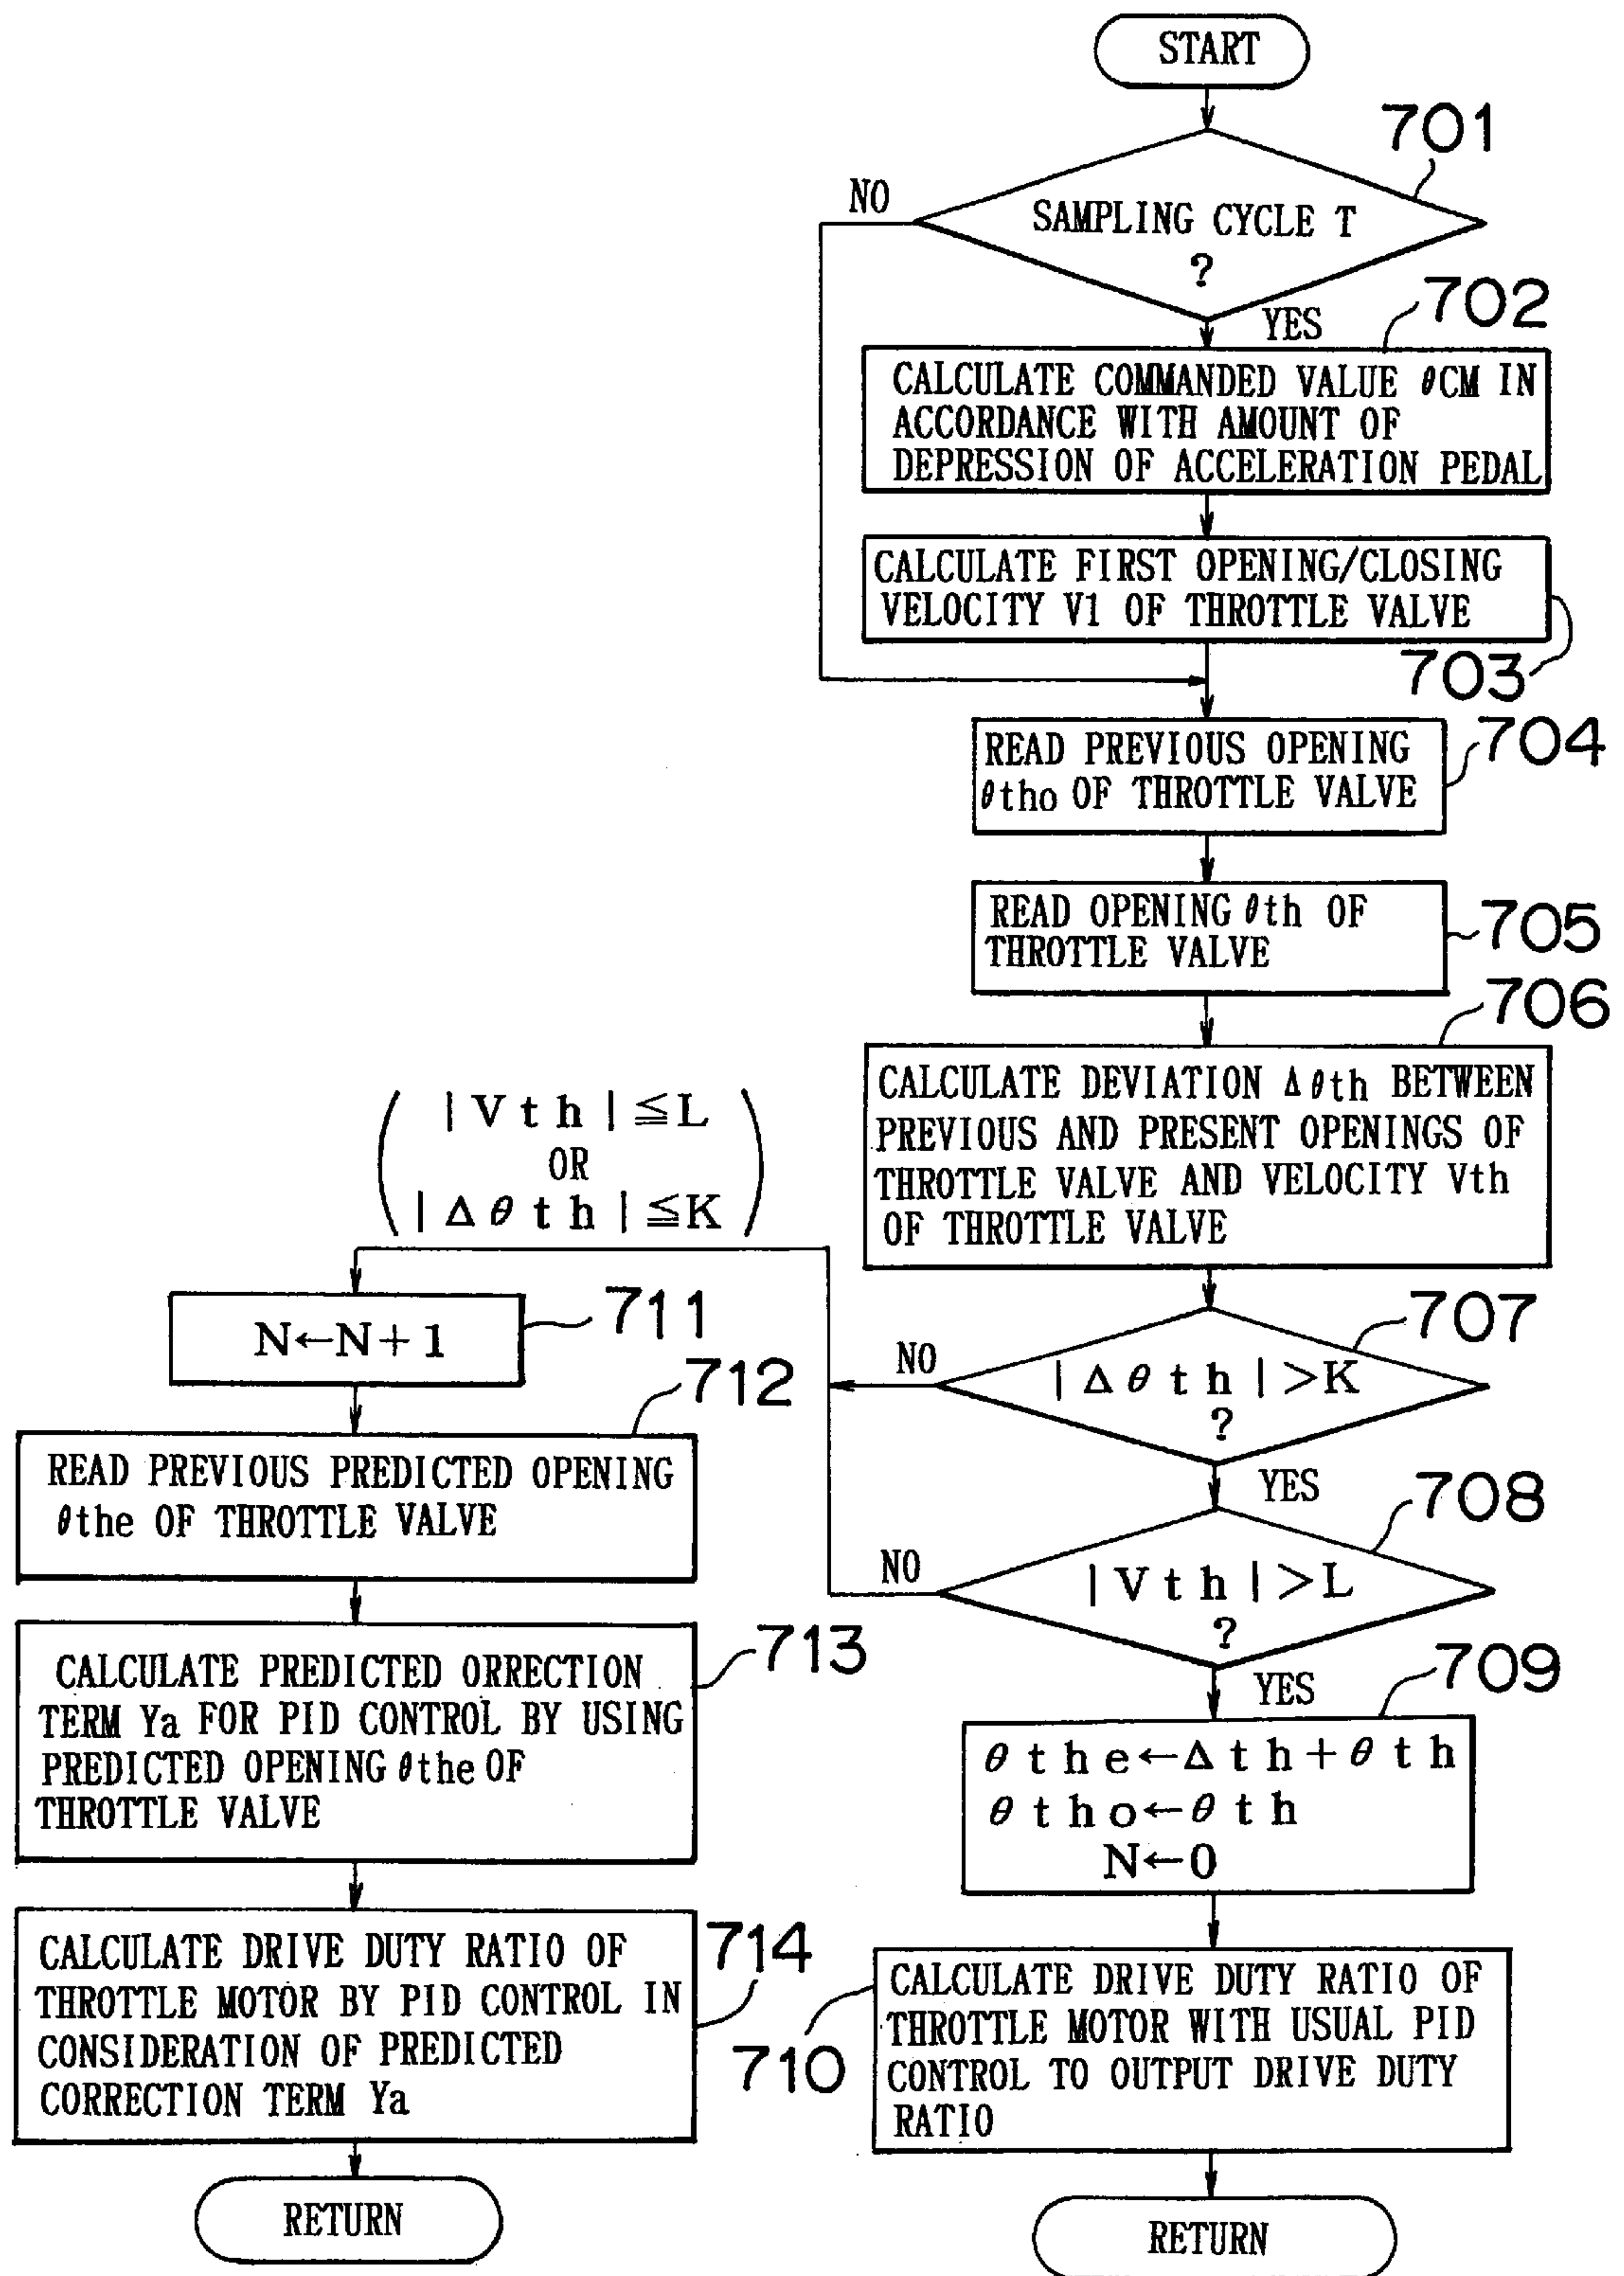 START
701
NO
SAMPLING CYCLE T
?
YES
702
CALCULATE COMMANDED VALUE θCM IN
ACCORDANCE WITH AMOUNT OF
DEPRESSION OF ACCELERATION PEDAL
CALCULATE FIRST OPENING/CLOSING
VELOCITY V1 OF THROTTLE VALVE
703
READ PREVIOUS OPENING
θtho OF THROTTLE VALVE
704
READ OPENING θth OF
THROTTLE VALVE
705
706
CALCULATE DEVIATION Δθth BETWEEN
PREVIOUS AND PRESENT OPENINGS OF
THROTTLE VALVE AND VELOCITY Vth
OF THROTTLE VALVE
707
NO
|Δθth|>K
?
YES
708
NO
|Vth|>L
?
YES
709
θthe←Δth+θth
θtho←θth
N←0
710
CALCULATE DRIVE DUTY RATIO OF
THROTTLE MOTOR WITH USUAL PID
CONTROL TO OUTPUT DRIVE DUTY
RATIO
RETURN
(|Vth|≦L
OR
|Δθth|≦K)
N←N+1
711
712
READ PREVIOUS PREDICTED OPENING
θthe OF THROTTLE VALVE
713
CALCULATE PREDICTED ORRECTION
TERM Ya FOR PID CONTROL BY USING
PREDICTED OPENING θthe OF
THROTTLE VALVE
714
CALCULATE DRIVE DUTY RATIO OF
THROTTLE MOTOR BY PID CONTROL IN
CONSIDERATION OF PREDICTED
CORRECTION TERM Ya
RETURN